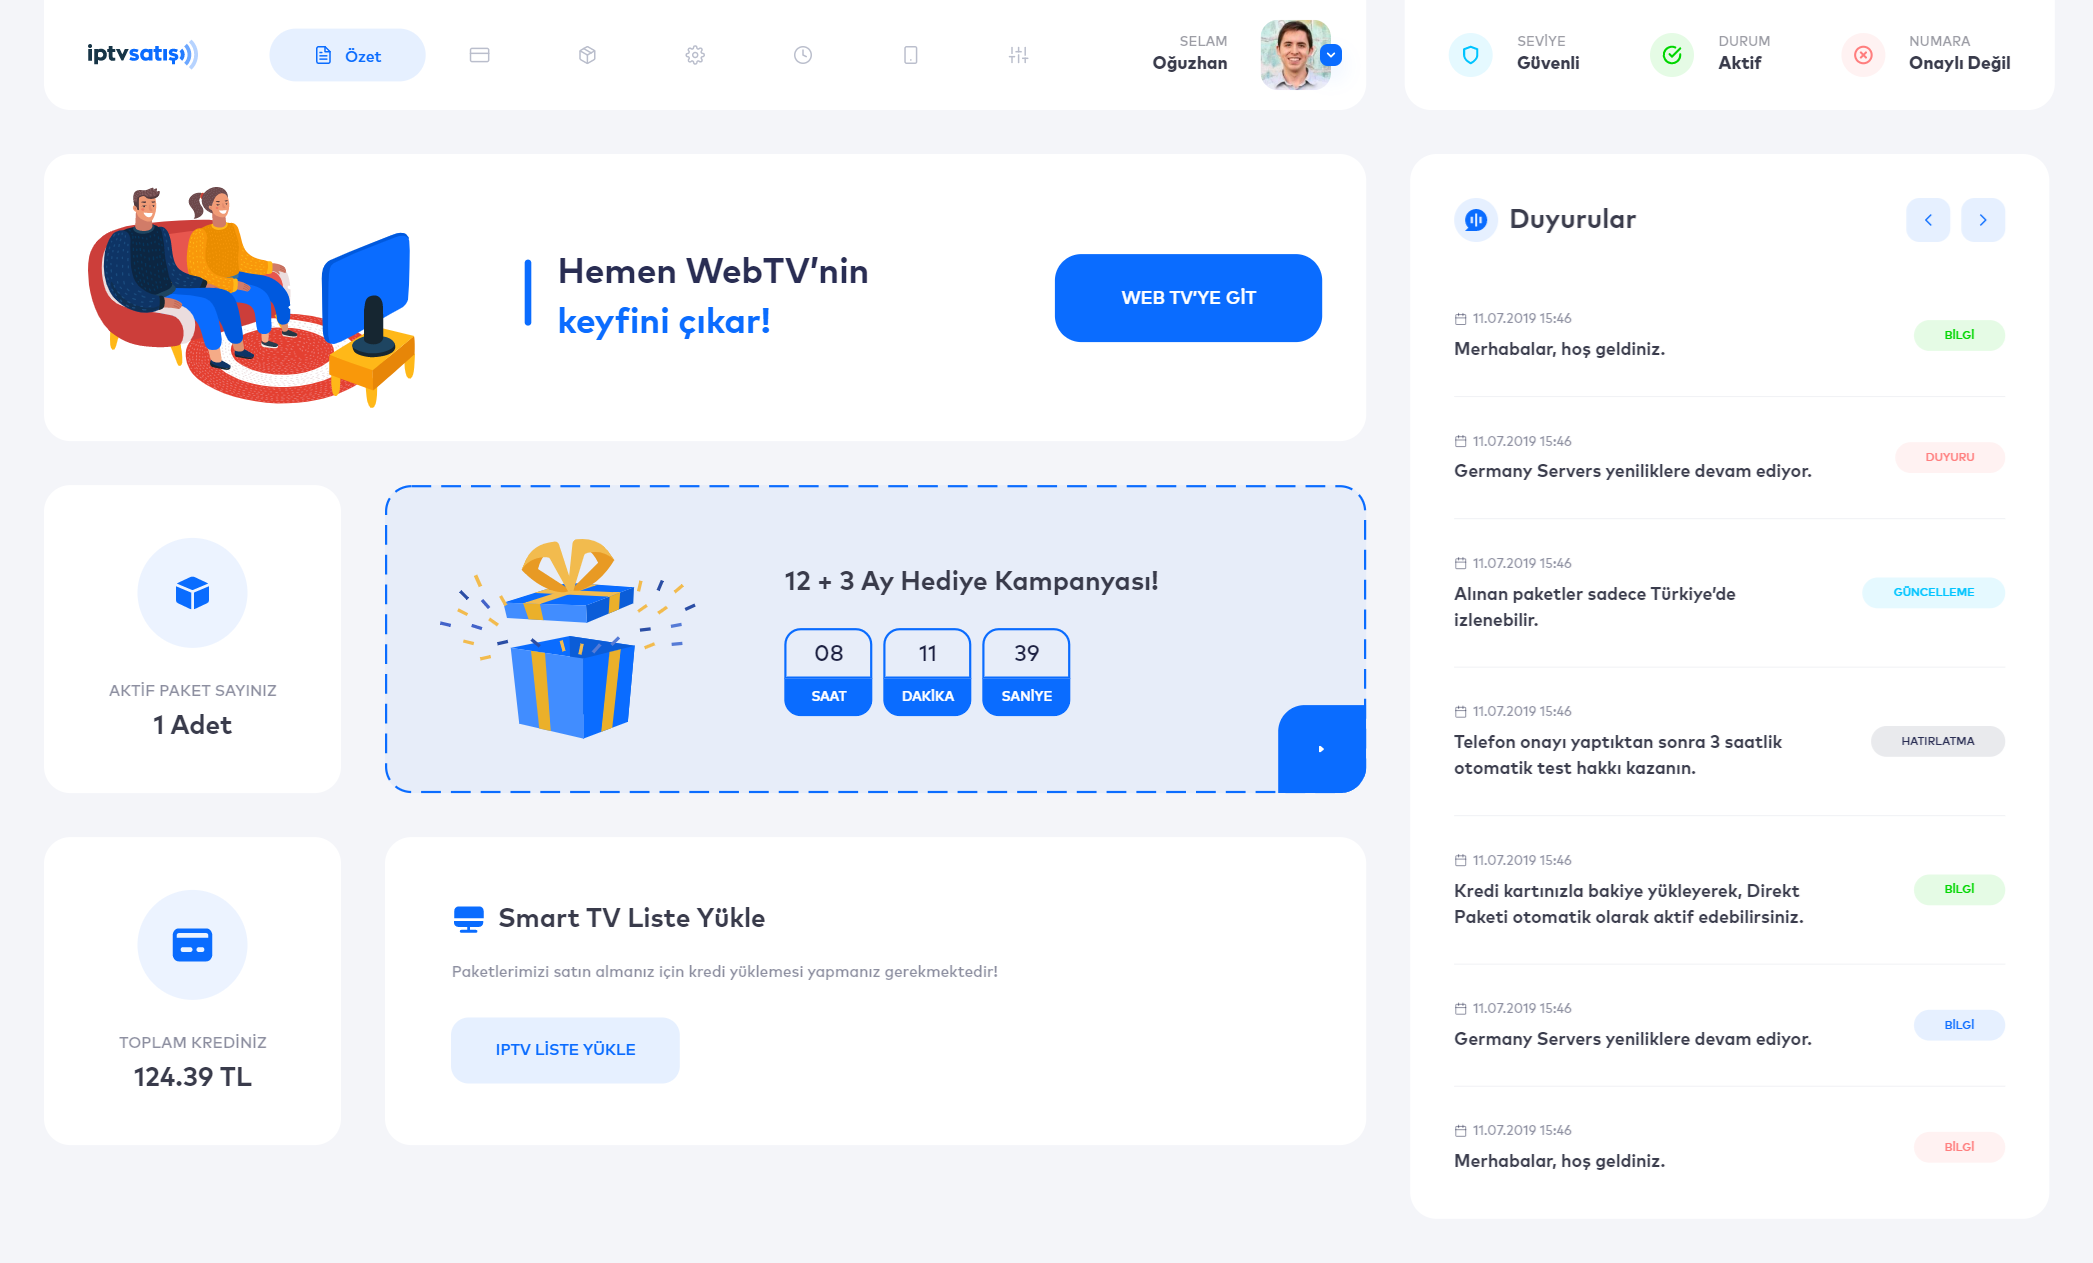 iptvsatış
Özet
SELAM
Oğuzhan
SEVİYE
Güvenli
DURUM
Aktif
NUMARA
Onaylı Değil
Hemen WebTV’nin
keyfini çıkar!
WEB TV’YE GİT
AKTİF PAKET SAYINIZ
1 Adet
12 + 3 Ay Hediye Kampanyası!
08
11
39
SAAT
DAKİKA
SANİYE
TOPLAM KREDİNİZ
124.39 TL
Smart TV Liste Yükle
Paketlerimizi satın almanız için kredi yüklemesi yapmanız gerekmektedir!
IPTV LİSTE YÜKLE
Duyurular
11.07.2019 15:46
Merhabalar, hoş geldiniz.
BİLGİ
11.07.2019 15:46
Germany Servers yeniliklere devam ediyor.
DUYURU
11.07.2019 15:46
Alınan paketler sadece Türkiye’de
izlenebilir.
GÜNCELLEME
11.07.2019 15:46
Telefon onayı yaptıktan sonra 3 saatlik
otomatik test hakkı kazanın.
HATIRLATMA
11.07.2019 15:46
Kredi kartınızla bakiye yükleyerek, Direkt
Paketi otomatik olarak aktif edebilirsiniz.
BİLGİ
11.07.2019 15:46
Germany Servers yeniliklere devam ediyor.
BİLGİ
11.07.2019 15:46
Merhabalar, hoş geldiniz.
BİLGİ